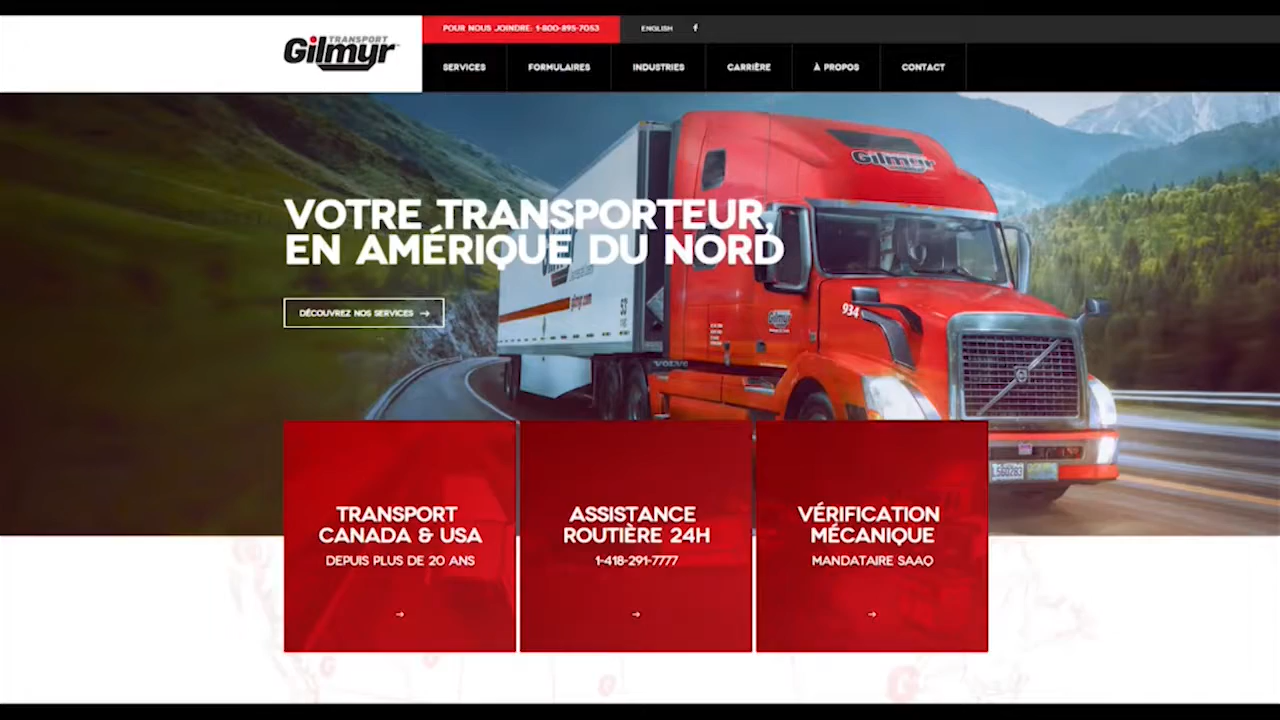 TRANSPORT
Gilmyr
POUR NOUS JOINDRE: 1-800-895-7053
ENGLISH
f
SERVICES
FORMULAIRES
INDUSTRIES
CARRIÈRE
À PROPOS
CONTACT
Gilmyr
VOTRE TRANSPORTEUR,
EN AMÉRIQUE DU NORD
DÉCOUVREZ NOS SERVICES →
53'
934
VOLVO
TRANSPORT
CANADA & USA
DEPUIS PLUS DE 20 ANS
→
ASSISTANCE
ROUTIÈRE 24H
1-418-291-7777
→
VÉRIFICATION
MÉCANIQUE
MANDATAIRE SAAQ
→